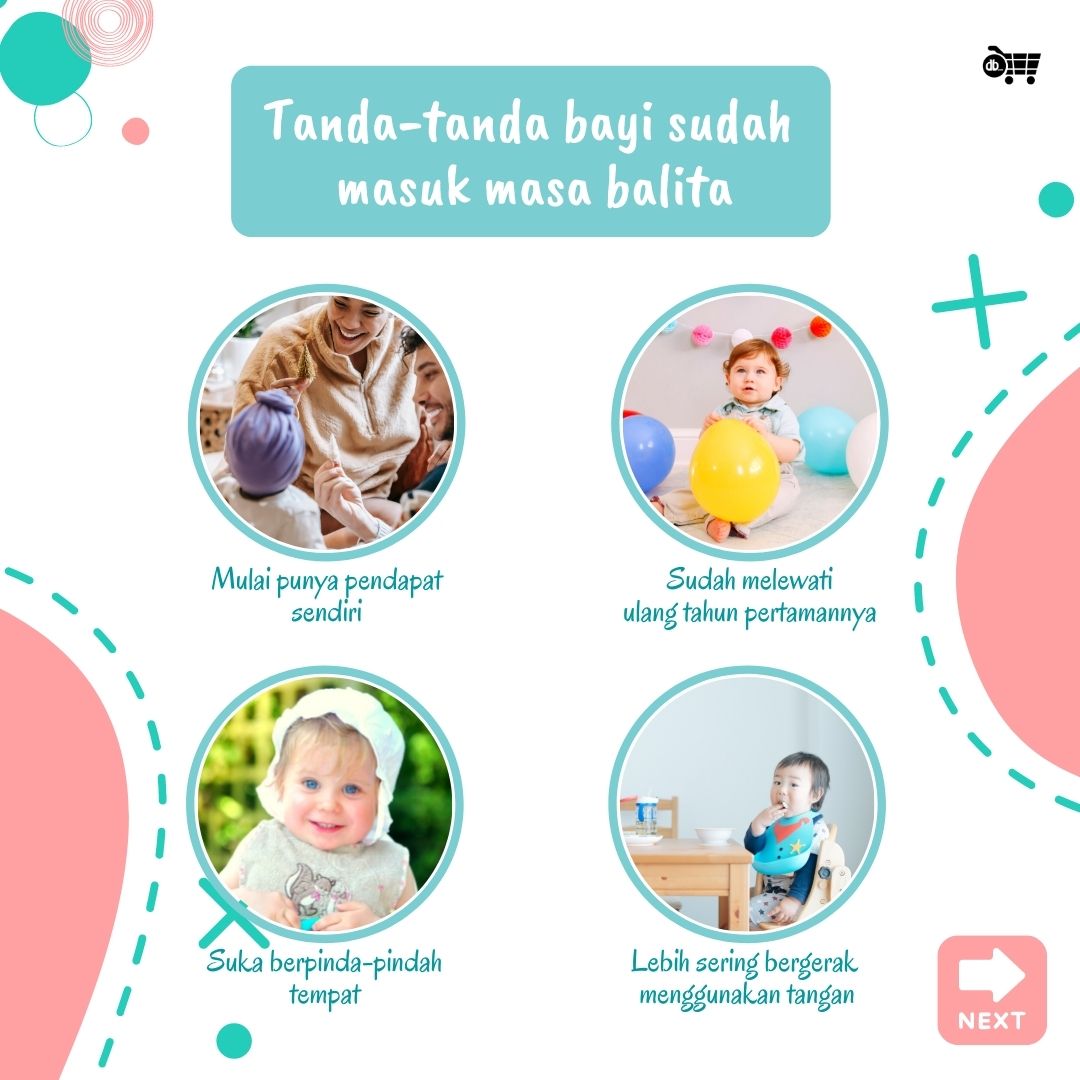 db_
Tanda-tanda bayi sudah
masuk masa balita
Mulai punya pendapat
sendiri
Sudah melewati
ulang tahun pertamannya
Suka berpinda-pindah
tempat
Lebih sering bergerak
menggunakan tangan
NEXT